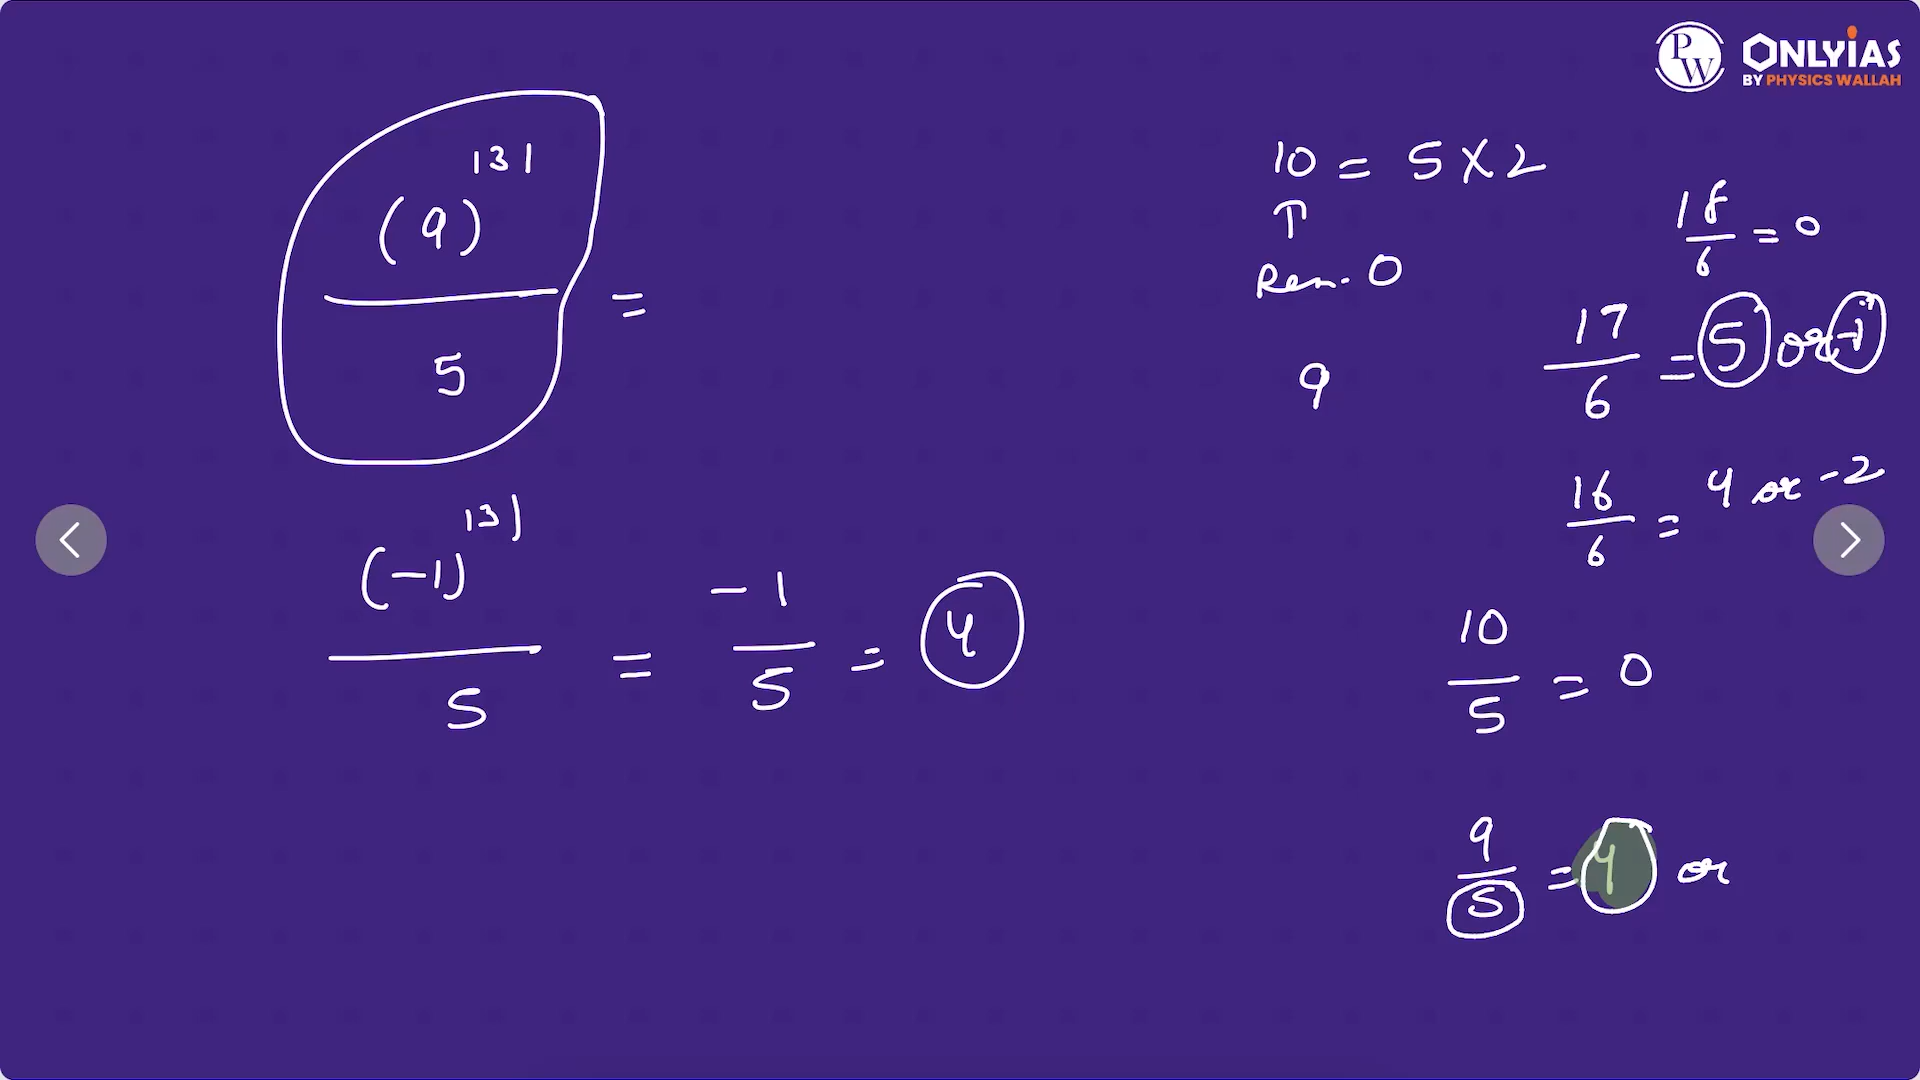 PW ONLYIAS
BY PHYSICS WALLAH
(9)^131
/ 5 =
(-1)^131 / 5 = -1 / 5 = 4
10 = 5 X 2
↑
Rem. 0
9
18 / 6 = 0
17 / 6 = 5 or -1
16 / 6 = 4 or -2
10 / 5 = 0
9 / 5 = 4 or